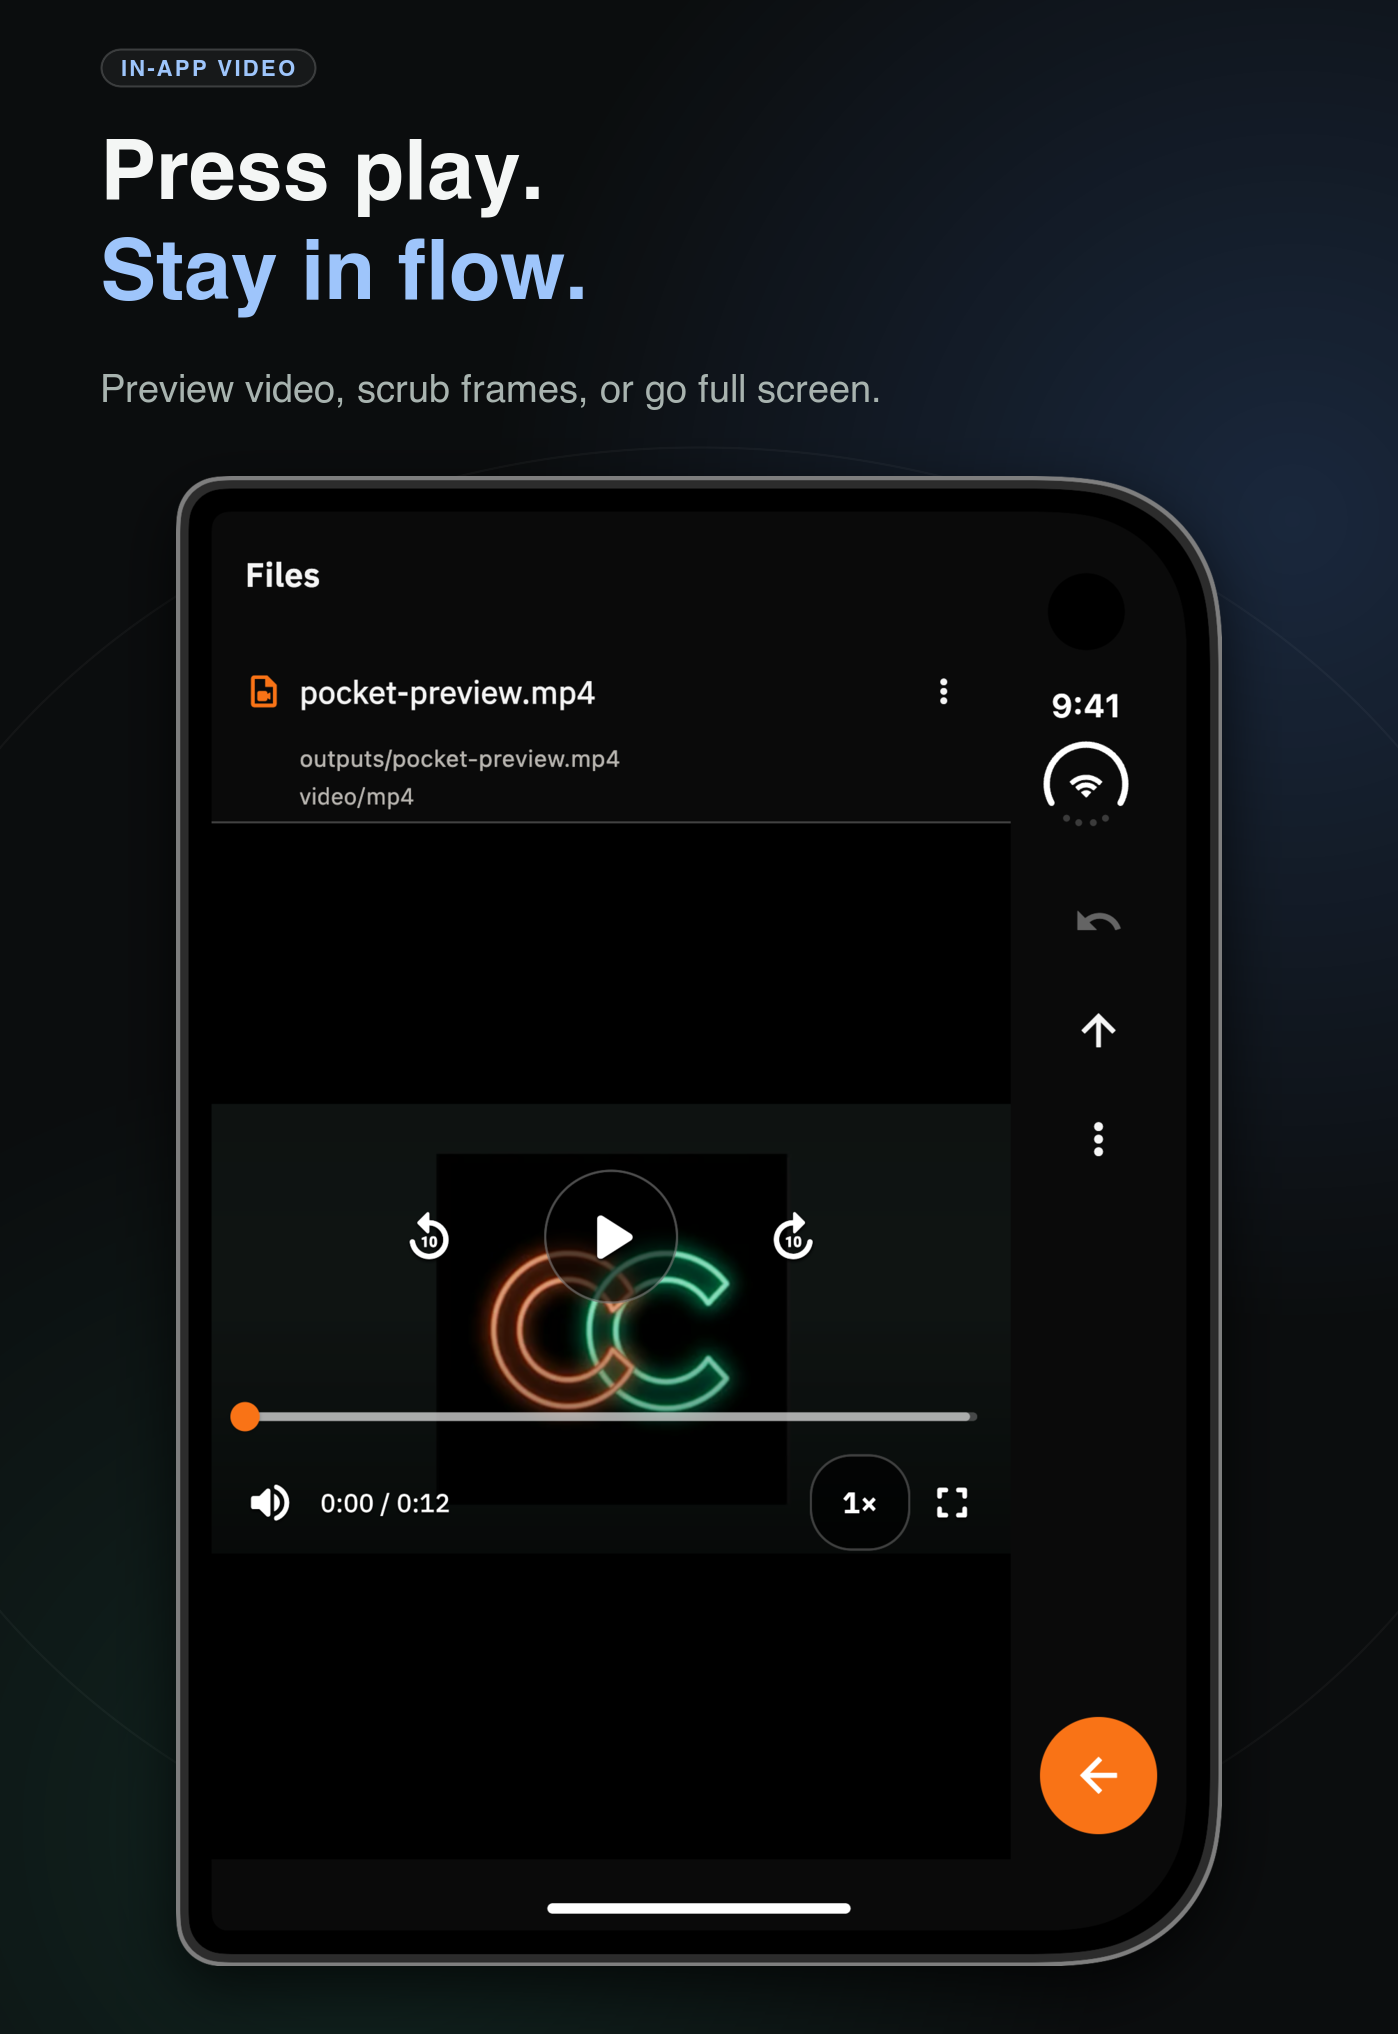 IN-APP VIDEO
Press play.
Stay in flow.
Preview video, scrub frames, or go full screen.
Files
pocket-preview.mp4
9:41
outputs/pocket-preview.mp4
video/mp4
10
10
CC
0:00 / 0:12
1×